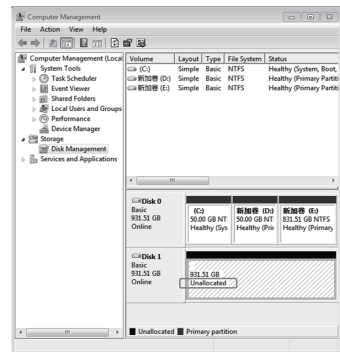 Computer Management
File Action View Help
Computer Management (Local
System Tools
Task Scheduler
Event Viewer
Shared Folders
Local Users and Groups
Performance
Device Manager
Storage
Disk Management
Services and Applications
Volume Layout Type File System Status
(C:) Simple Basic NTFS Healthy (System, Boot,
新加卷 (D:) Simple Basic NTFS Healthy (Primary Partiti
新加卷 (E:) Simple Basic NTFS Healthy (Primary Partiti
Disk 0
Basic
931.51 GB
Online
(C:)
50.00 GB NT
Healthy (Sys
新加卷 (D:)
50.00 GB NT
Healthy (Prir
新加卷 (E:)
831.51 GB NTFS
Healthy (Primary
Disk 1
Basic
931.51 GB
Online
931.51 GB
Unallocated
Unallocated Primary partition